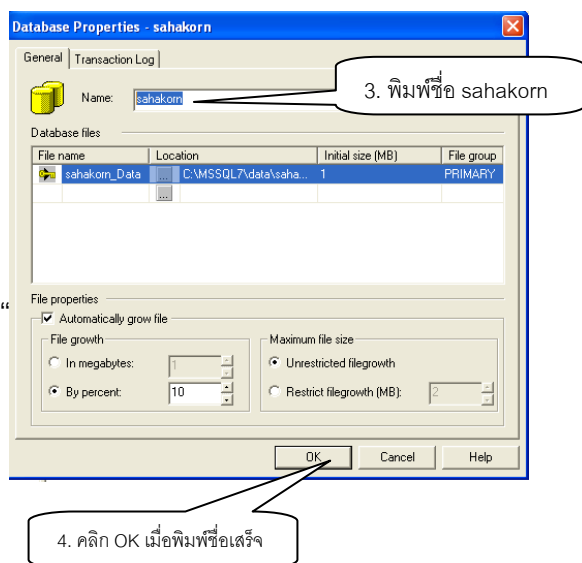 Database Properties - sahakorn
General
Transaction Log
Name: sahakorn
3. พิมพ์ชื่อ sahakorn
Database files
File name Location Initial size (MB) File group
sahakorn_Data ... C:\MSSQL7\data\saha... 1 PRIMARY
...
“
File properties
Automatically grow file
File growth
In megabytes: 1
By percent: 10
Maximum file size
Unrestricted filegrowth
Restrict filegrowth (MB): 2
OK Cancel Help
4. คลิก OK เมื่อพิมพ์ชื่อเสร็จ